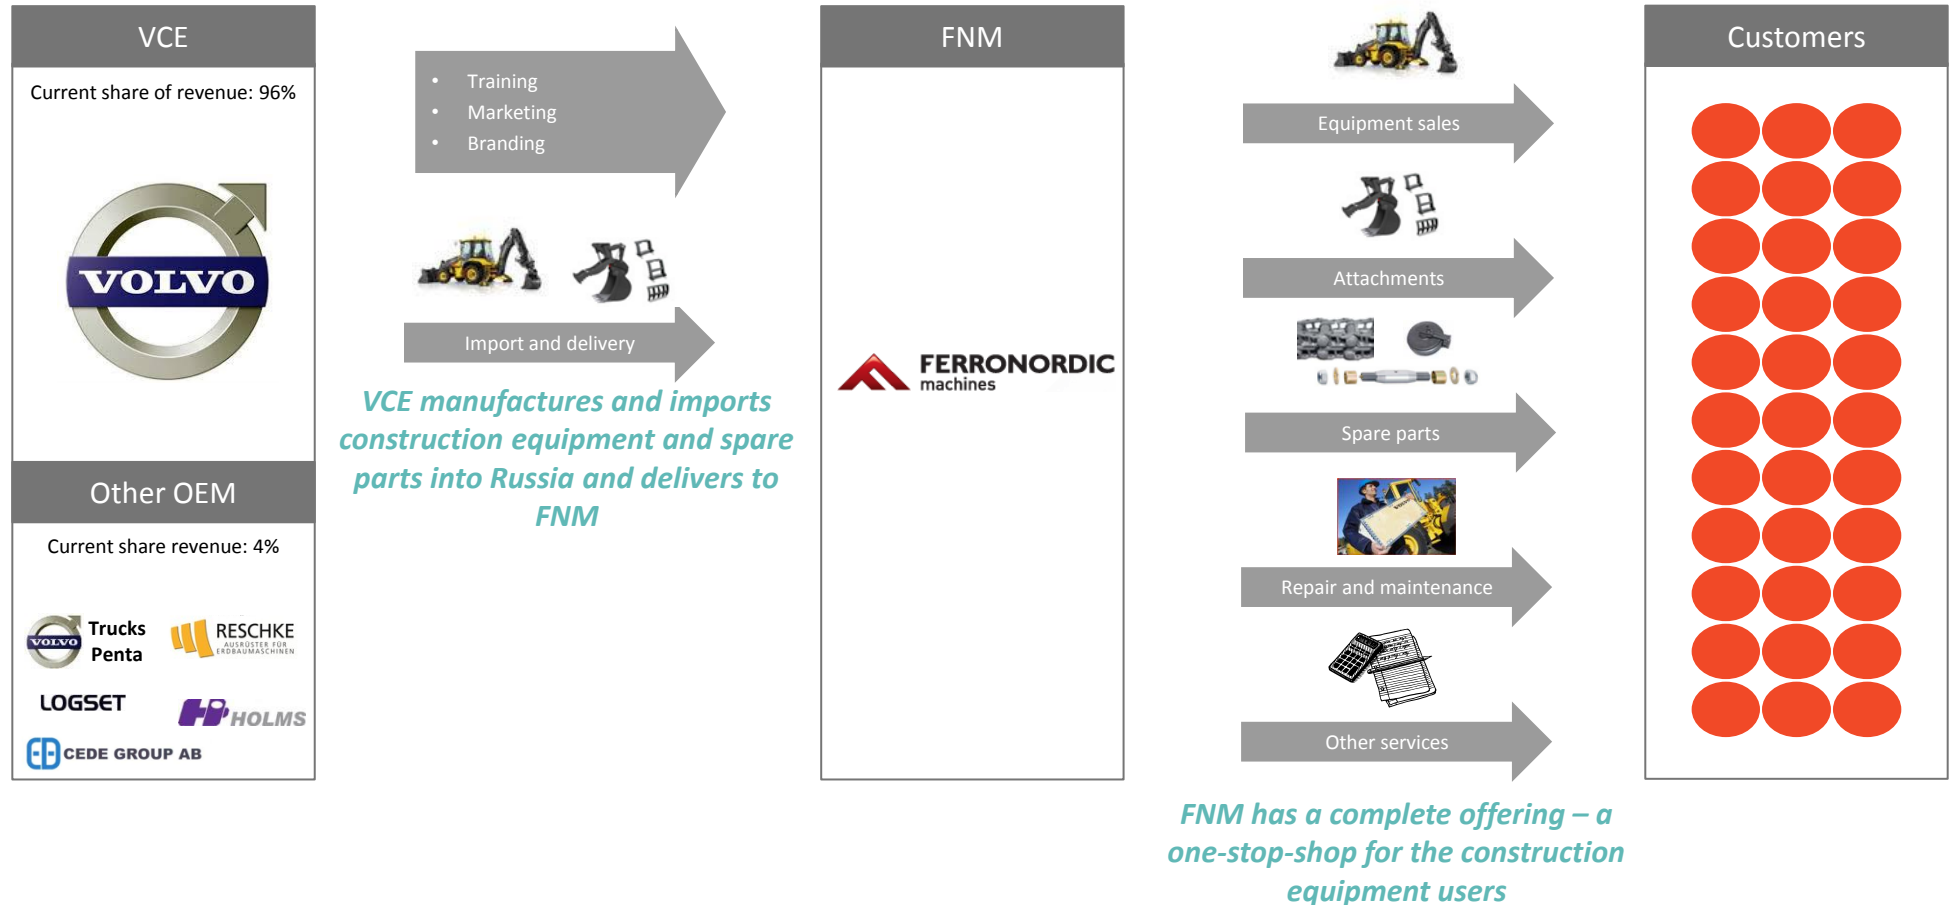 VCE
Current share of revenue: 96%
VOLVO
Other OEM
Current share revenue: 4%
VOLVO
Trucks
Penta
RESCHKE
AUSRÜSTER FÜR
ERDBAUMASCHINEN
LOGSET
HOLMS
CEDE GROUP AB
• Training
• Marketing
• Branding
Import and delivery
VCE manufactures and imports
construction equipment and spare
parts into Russia and delivers to
FNM
FNM
FERRONORDIC
machines
Equipment sales
Attachments
Spare parts
Repair and maintenance
Other services
FNM has a complete offering – a
one-stop-shop for the construction
equipment users
Customers